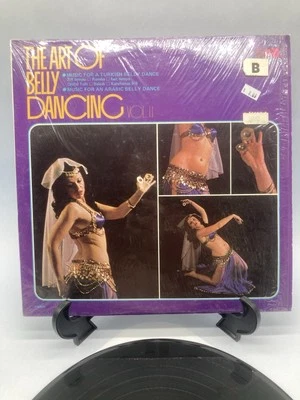 THE ART OF
BELLY
DANCING VOL II
• MUSIC FOR A TURKISH BELLY DANCE
• MUSIC FOR AN ARABIC BELLY DANCE
B